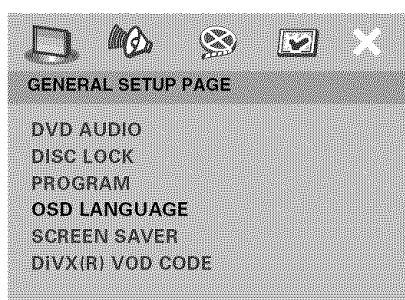 GENERAL SETUP PAGE
DVD AUDIO
DISC LOCK
PROGRAM
OSD LANGUAGE
SCREEN SAVER
DiVX(R) VOD CODE